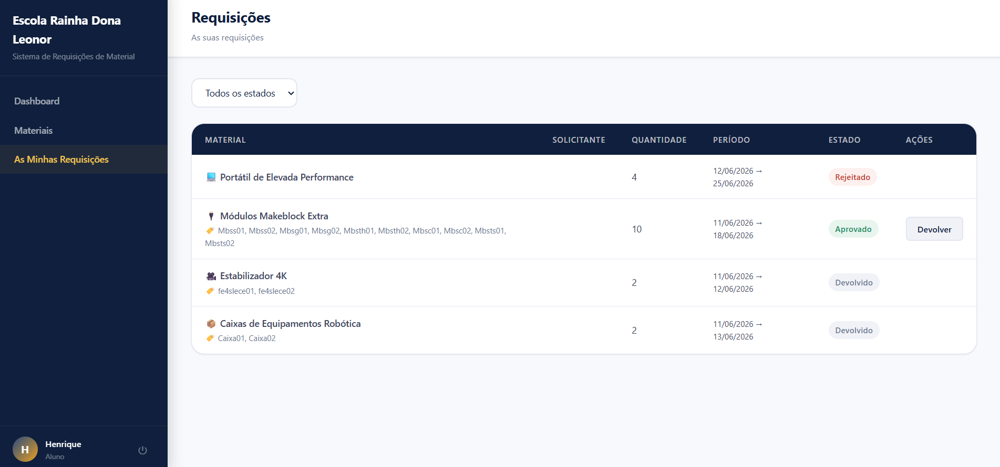 Escola Rainha Dona
Leonor
Sistema de Requisições de Material
Dashboard
Materiais
As Minhas Requisições
H
Henrique
Aluno
Requisições
As suas requisições
Todos os estados
MATERIAL SOLICITANTE QUANTIDADE PERÍODO ESTADO AÇÕES
Portátil de Elevada Performance 4 12/06/2026 → Rejeitado
25/06/2026
Módulos Makeblock Extra
Mbss01, Mbss02, Mbsg01, Mbsg02, Mbsth01, Mbsth02, Mbsc01, Mbsc02, Mbsts01,
Mbsts02
10 11/06/2026 → Aprovado Devolver
18/06/2026
Estabilizador 4K
fe4slece01, fe4slece02
2 11/06/2026 → Devolvido
12/06/2026
Caixas de Equipamentos Robótica
Caixa01, Caixa02
2 11/06/2026 → Devolvido
13/06/2026